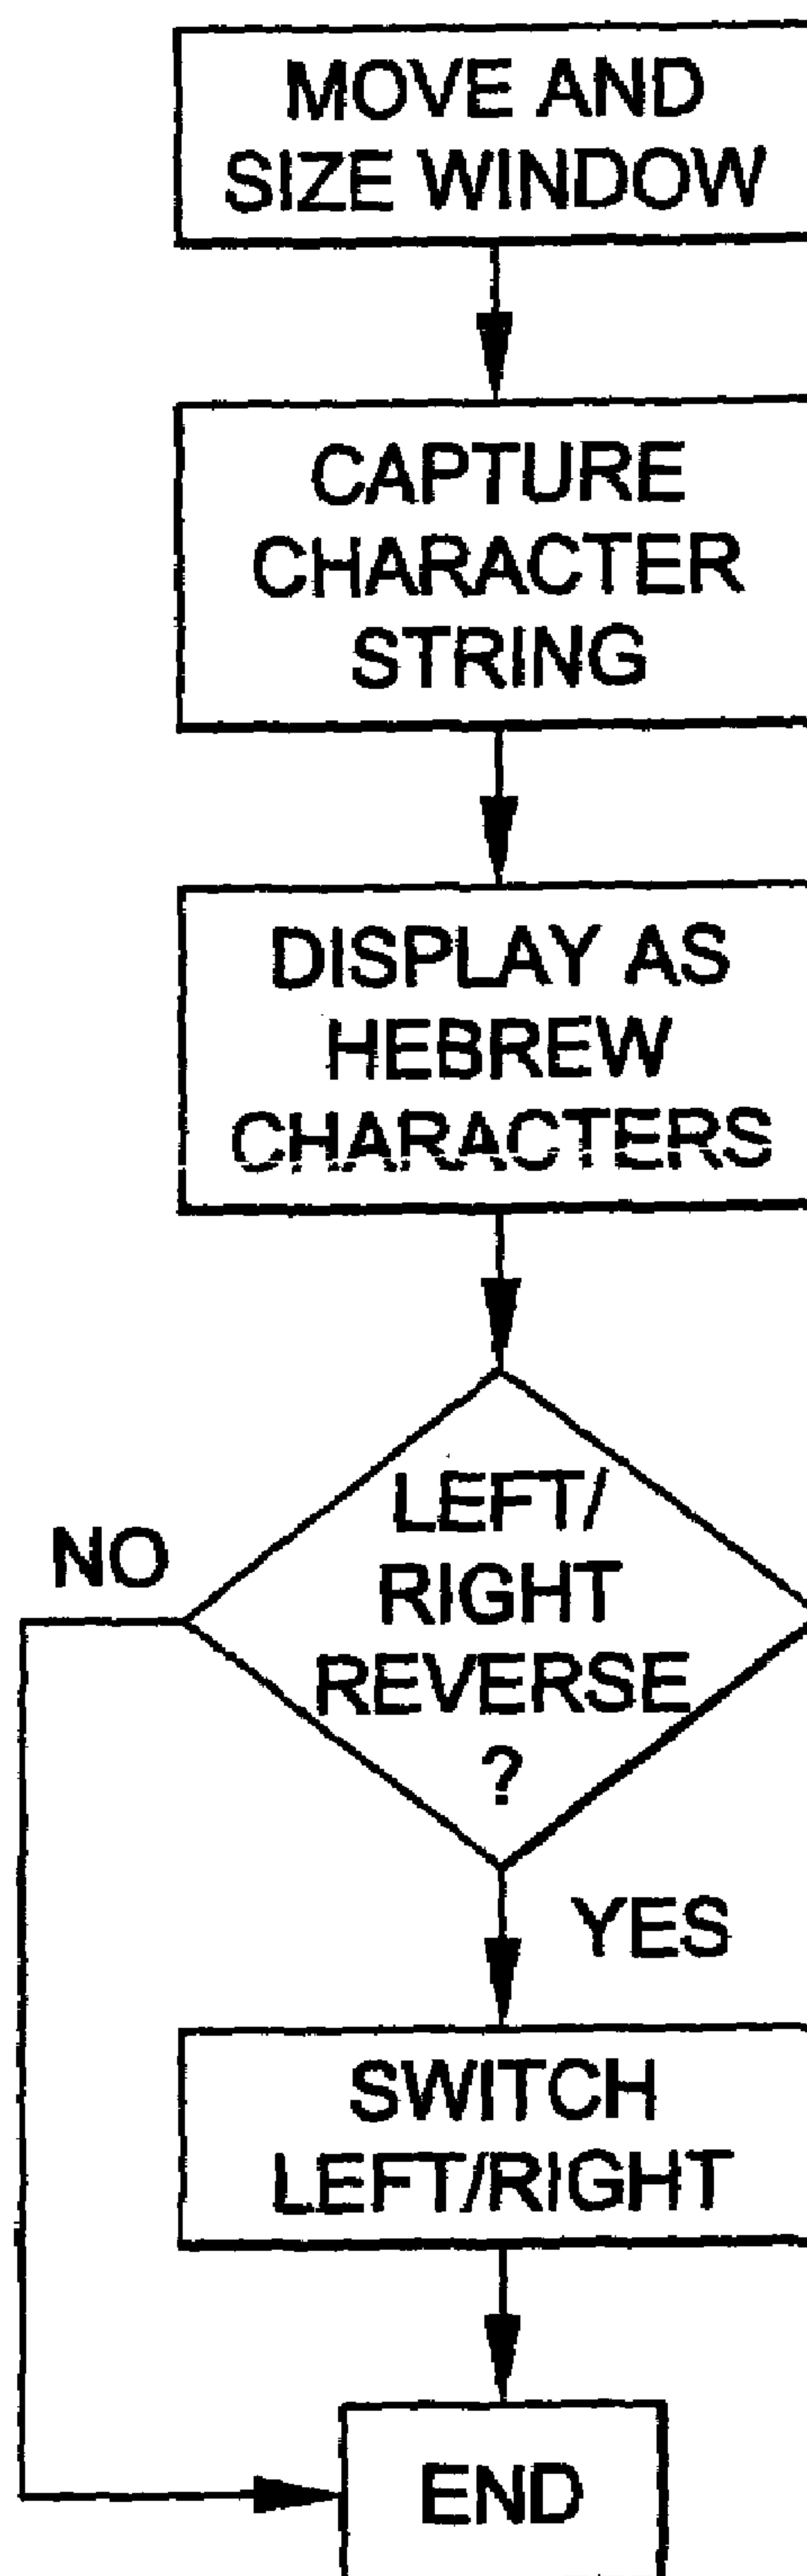 MOVE AND
SIZE WINDOW
CAPTURE
CHARACTER
STRING
DISPLAY AS
HEBREW
CHARACTERS
LEFT/
RIGHT
REVERSE
?
NO
YES
SWITCH
LEFT/RIGHT
END